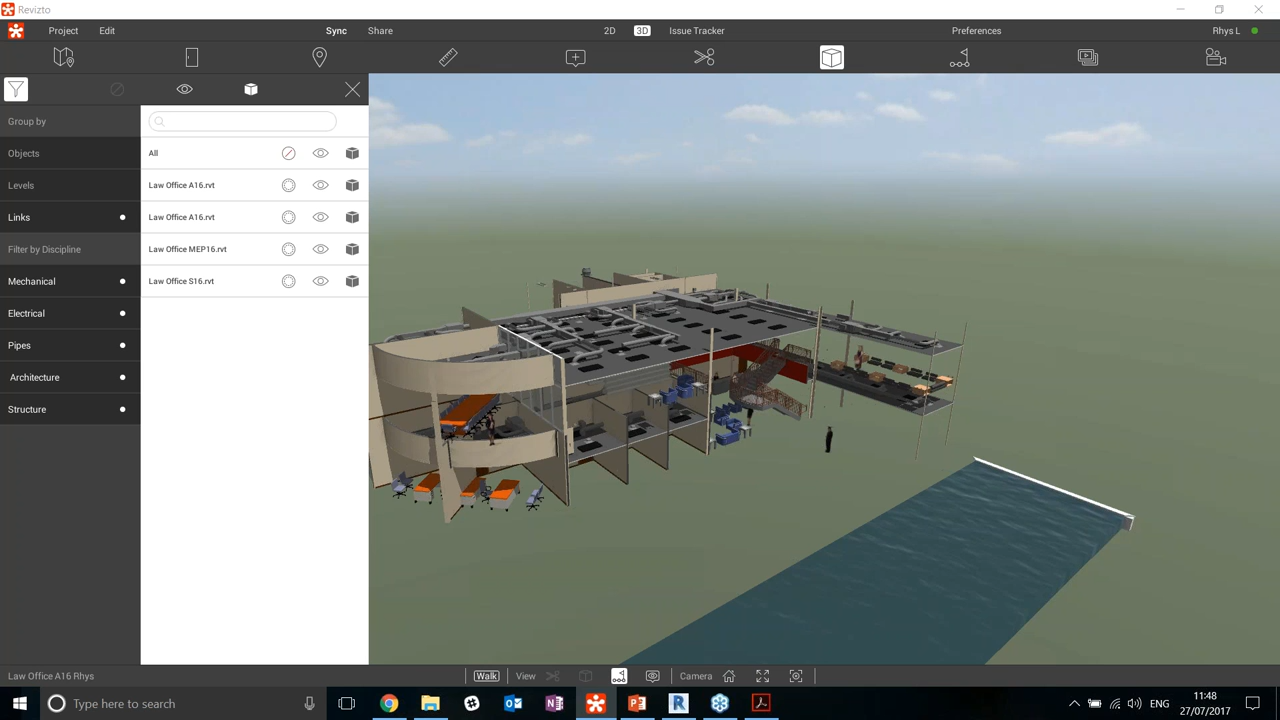 Revizto
Project Edit Sync Share 2D 3D Issue Tracker Preferences Rhys L
Group by
Objects
Levels
Links
Filter by Discipline
Mechanical
Electrical
Pipes
Architecture
Structure
All
Law Office A16.rvt
Law Office A16.rvt
Law Office MEP16.rvt
Law Office S16.rvt
Law Office A16 Rhys Walk View Camera
Type here to search ENG 11:48
27/07/2017